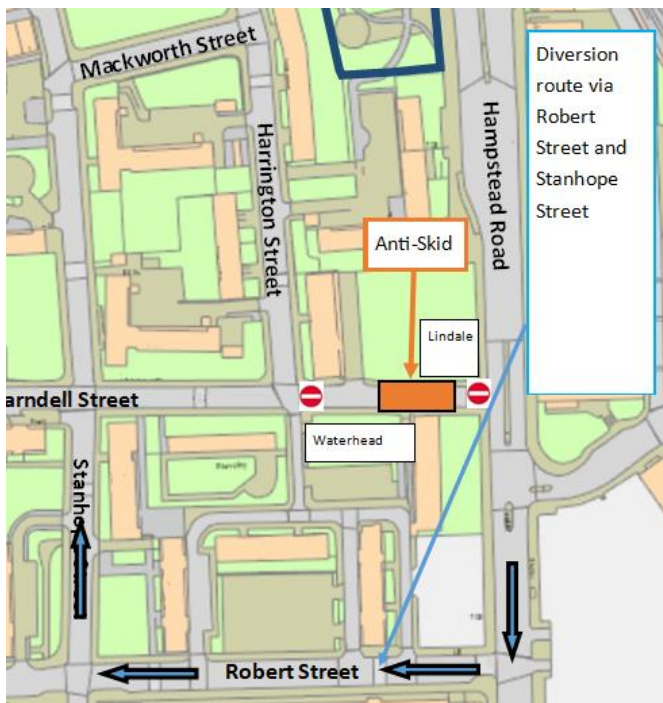 Mackworth Street
Harrington Street
Hampstead Road
Diversion
route via
Robert
Street and
Stanhope
Street
Anti-Skid
Lindale
arndell Street
Waterhead
Robert Street